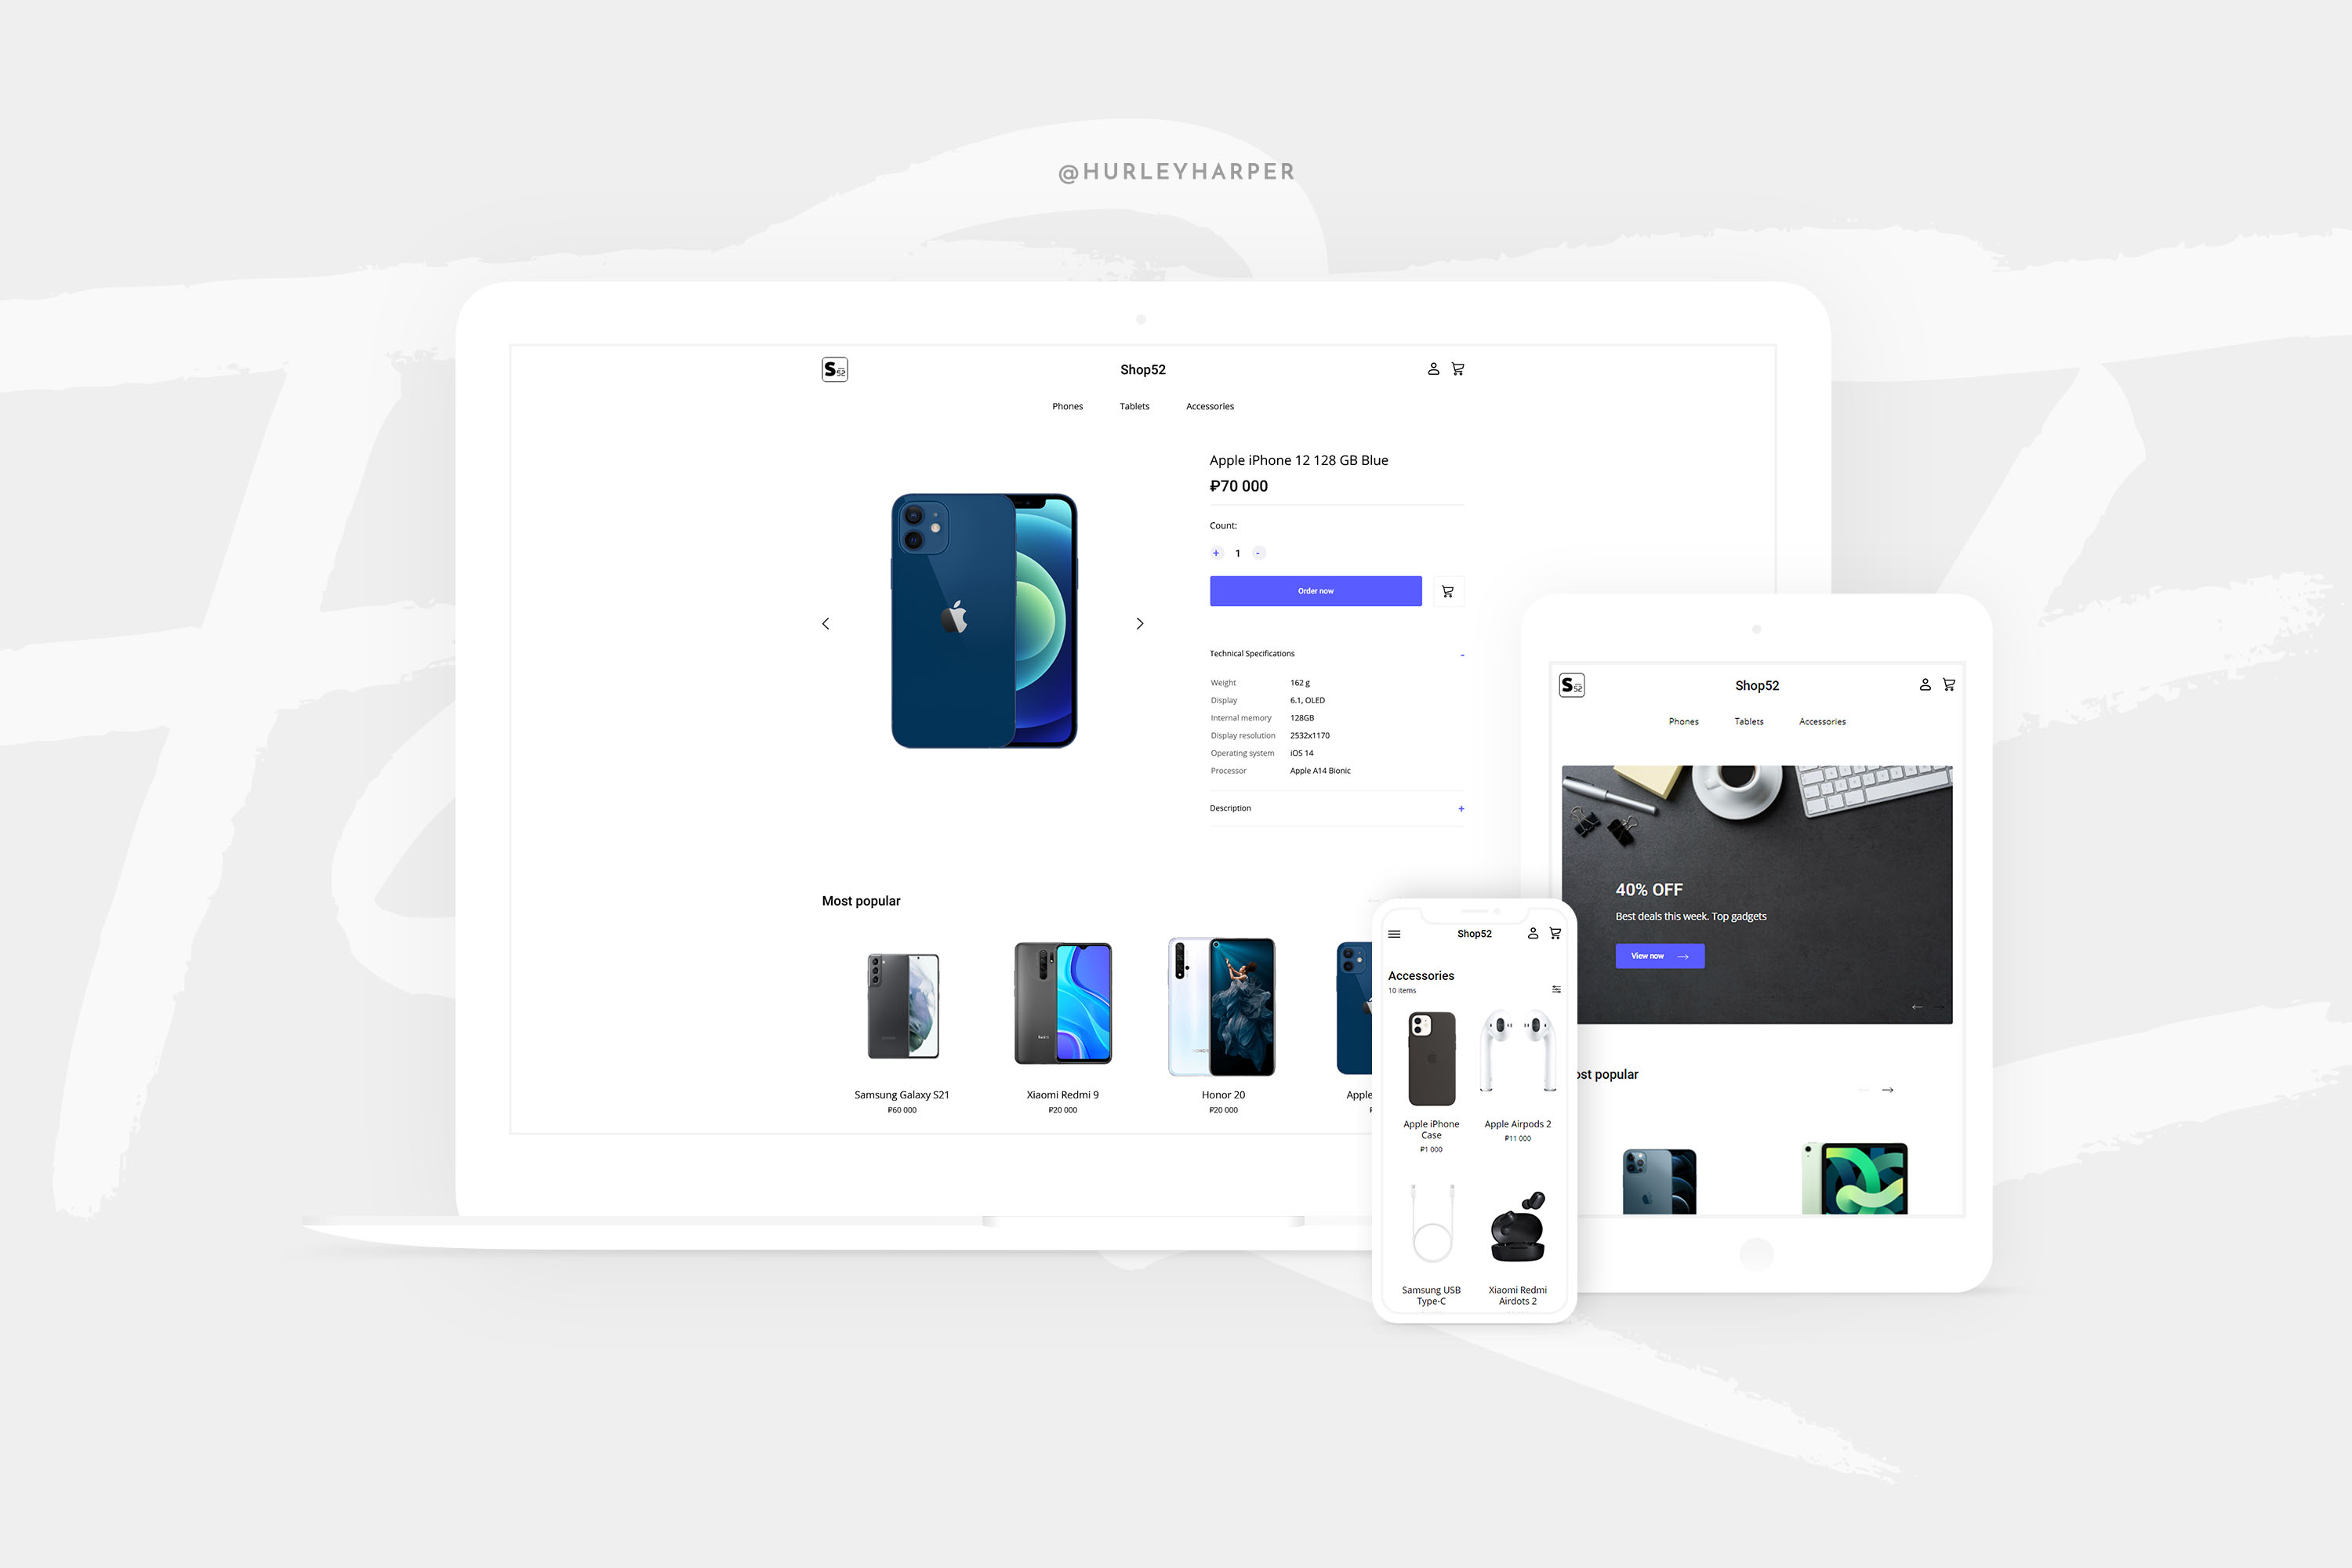 @HURLEYHARPER
S 52
Shop52
Phones Tablets Accessories
Apple iPhone 12 128 GB Blue
₽70 000
Count:
+ 1 -
Order now
Technical Specifications -
Weight 162 g
Display 6.1, OLED
Internal memory 128GB
Display resolution 2532x1170
Operating system iOS 14
Processor Apple A14 Bionic
Description +
Most popular
Samsung Galaxy S21
₽60 000
Xiaomi Redmi 9
₽20 000
Honor 20
₽20 000
Apple
Shop52
Accessories
10 items
Apple iPhone
Case
₽1 000
Apple Airpods 2
₽11 000
Samsung USB
Type-C
Xiaomi Redmi
Airdots 2
S 52
Shop52
Phones Tablets Accessories
40% OFF
Best deals this week. Top gadgets
View now
ost popular